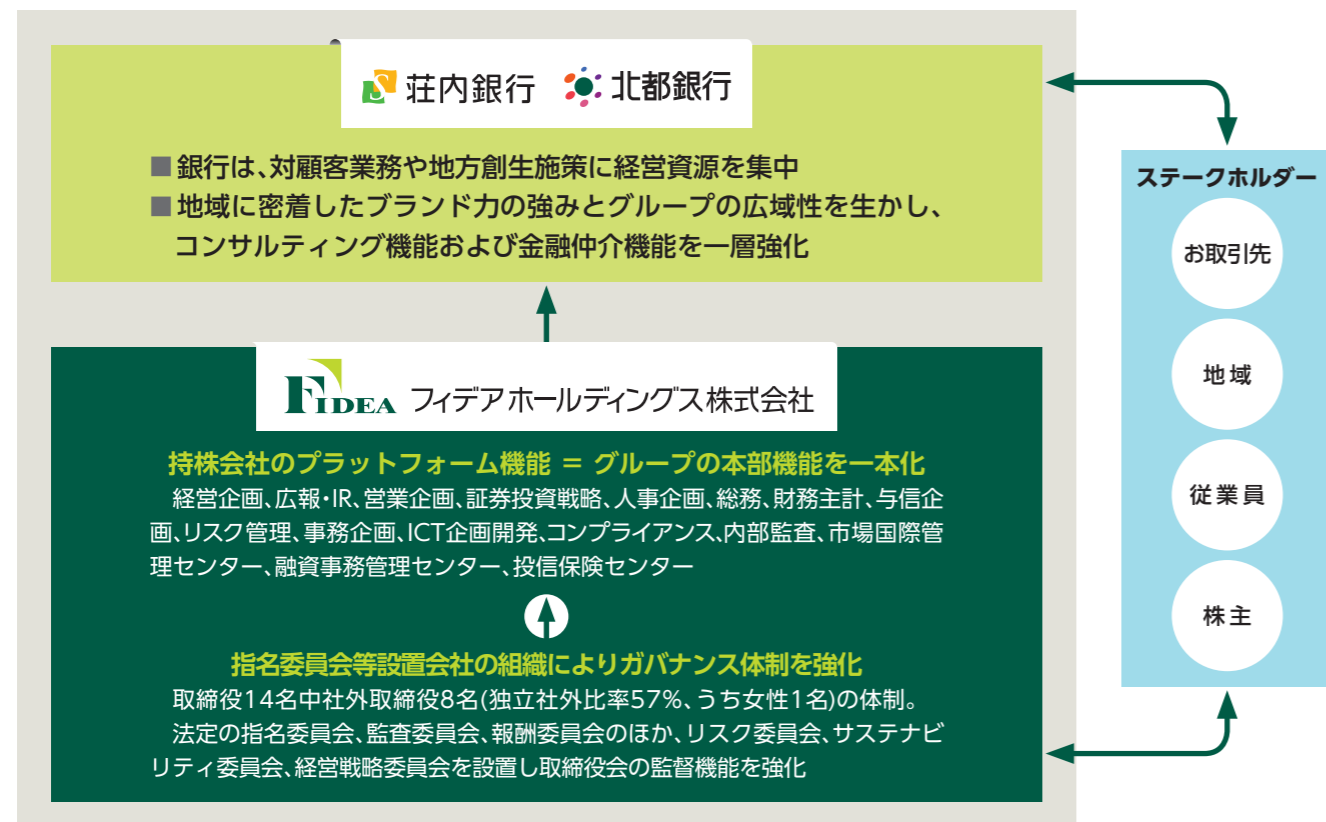 荘内銀行 北都銀行
■銀行は、対顧客業務や地方創生施策に経営資源を集中
■地域に密着したブランド力の強みとグループの広域性を生かし、
コンサルティング機能および金融仲介機能を一層強化
FIDEA フィデアホールディングス株式会社
持株会社のプラットフォーム機能 = グループの本部機能を一本化
経営企画、広報・IR、営業企画、証券投資戦略、人事企画、総務、財務主計、与信企
画、リスク管理、事務企画、ICT企画開発、コンプライアンス、内部監査、市場国際管
理センター、融資事務管理センター、投信保険センター
指名委員会等設置会社の組織によりガバナンス体制を強化
取締役14名中社外取締役8名(独立社外比率57%、うち女性1名)の体制。
法定の指名委員会、監査委員会、報酬委員会のほか、リスク委員会、サステナビ
リティ委員会、経営戦略委員会を設置し取締役会の監督機能を強化
ステークホルダー
お取引先
地域
従業員
株主